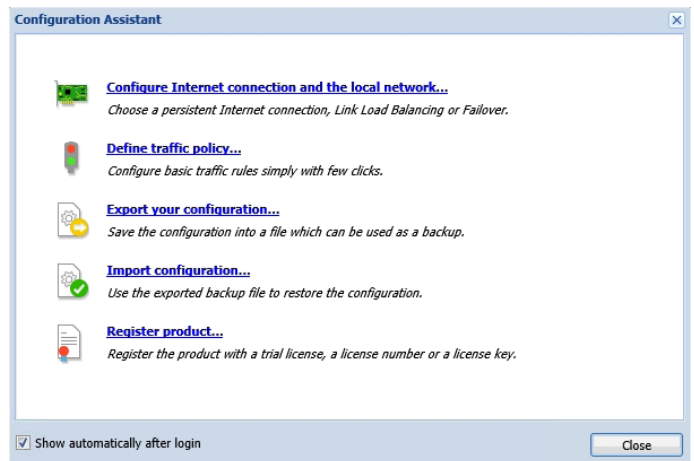 Configuration Assistant
Configure Internet connection and the local network...
Choose a persistent Internet connection, Link Load Balancing or Failover.
Define traffic policy...
Configure basic traffic rules simply with few clicks.
Export your configuration...
Save the configuration into a file which can be used as a backup.
Import configuration...
Use the exported backup file to restore the configuration.
Register product...
Register the product with a trial license, a license number or a license key.
Show automatically after login
Close